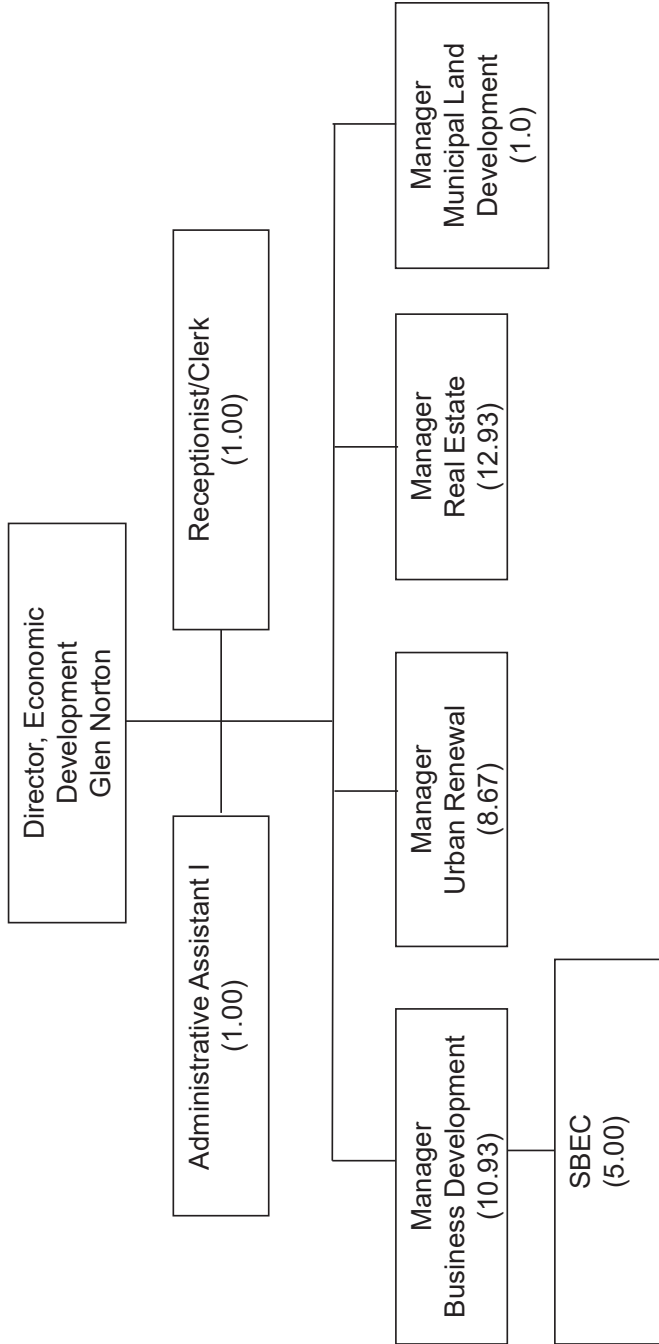 Director, Economic
Development
Glen Norton
Administrative Assistant I
(1.00)
Receptionist/Clerk
(1.00)
Manager
Business Development
(10.93)
Manager
Urban Renewal
(8.67)
Manager
Real Estate
(12.93)
Manager
Municipal Land
Development
(1.0)
SBEC
(5.00)